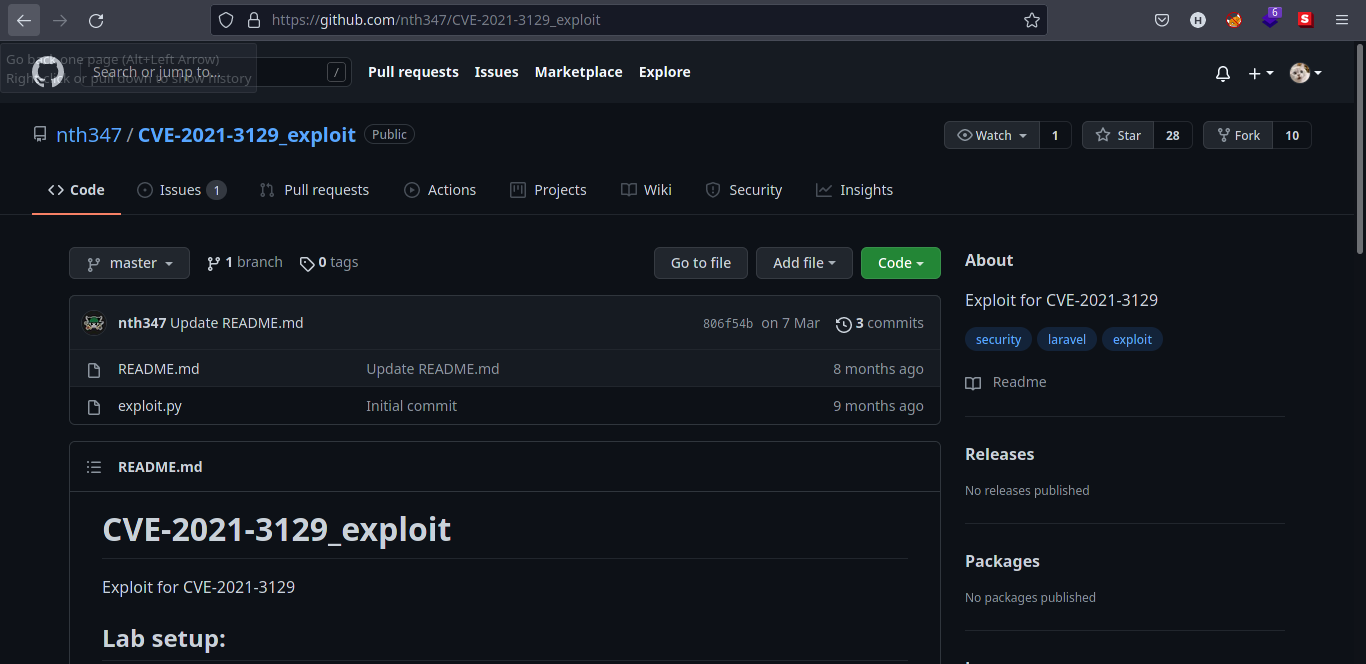 https://github.com/nth347/CVE-2021-3129_exploit
6
H
S
Go back one page (Alt+Left Arrow)
Right-click or pull down to show history
Search or jump to...
/
Pull requests Issues Marketplace Explore
nth347 / CVE-2021-3129_exploit Public
Watch 1 Star 28 Fork 10
Code Issues 1 Pull requests Actions Projects Wiki Security Insights
master 1 branch 0 tags Go to file Add file Code
nth347 Update README.md 806f54b on 7 Mar 3 commits
README.md Update README.md 8 months ago
exploit.py Initial commit 9 months ago
README.md
CVE-2021-3129_exploit
Exploit for CVE-2021-3129
Lab setup:
About
Exploit for CVE-2021-3129
security laravel exploit
Readme
Releases
No releases published
Packages
No packages published